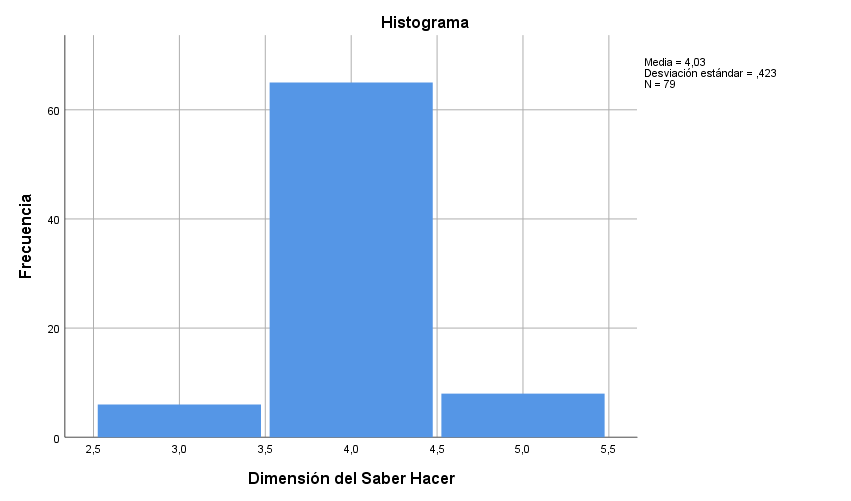 Histograma
Media = 4,03
Desviación estándar = ,423
N = 79
Frecuencia
60
40
20
0
2,5 3,0 3,5 4,0 4,5 5,0 5,5
Dimensión del Saber Hacer